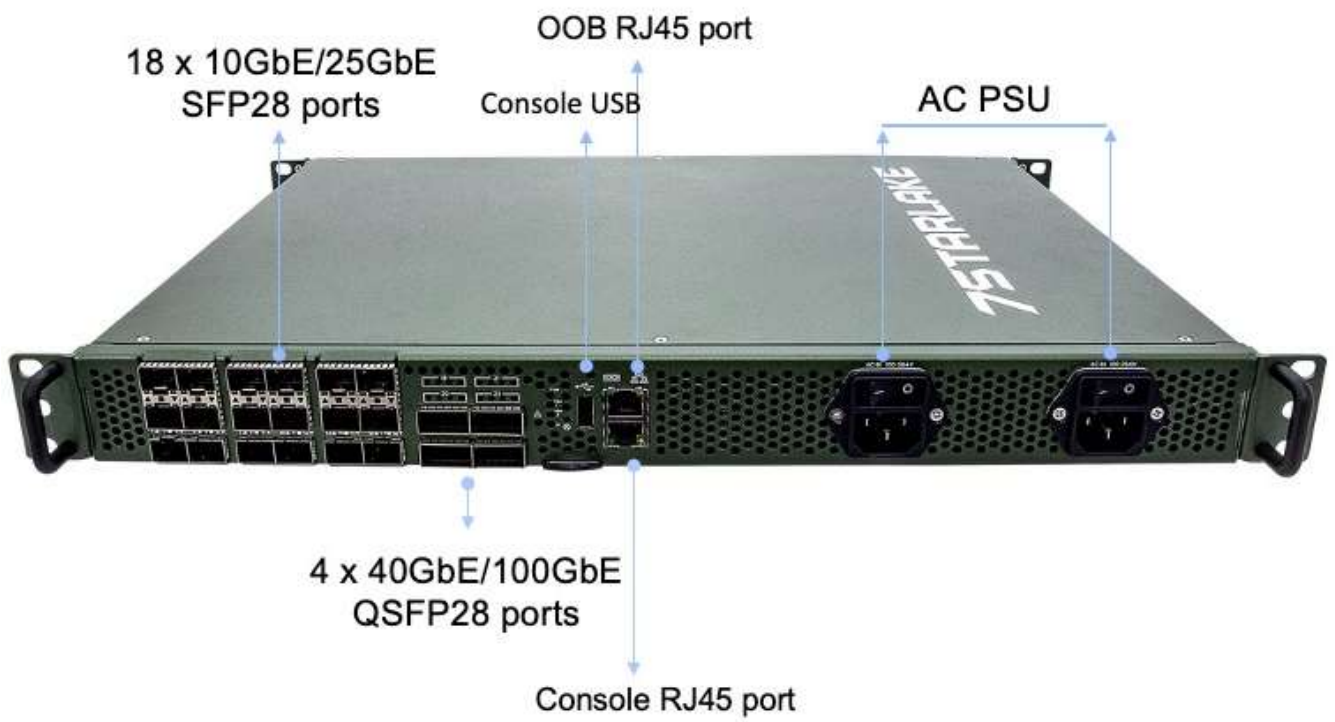 OOB RJ45 port
18 x 10GbE/25GbE
SFP28 ports
Console USB
AC PSU
7STARLAKE
4 x 40GbE/100GbE
QSFP28 ports
Console RJ45 port